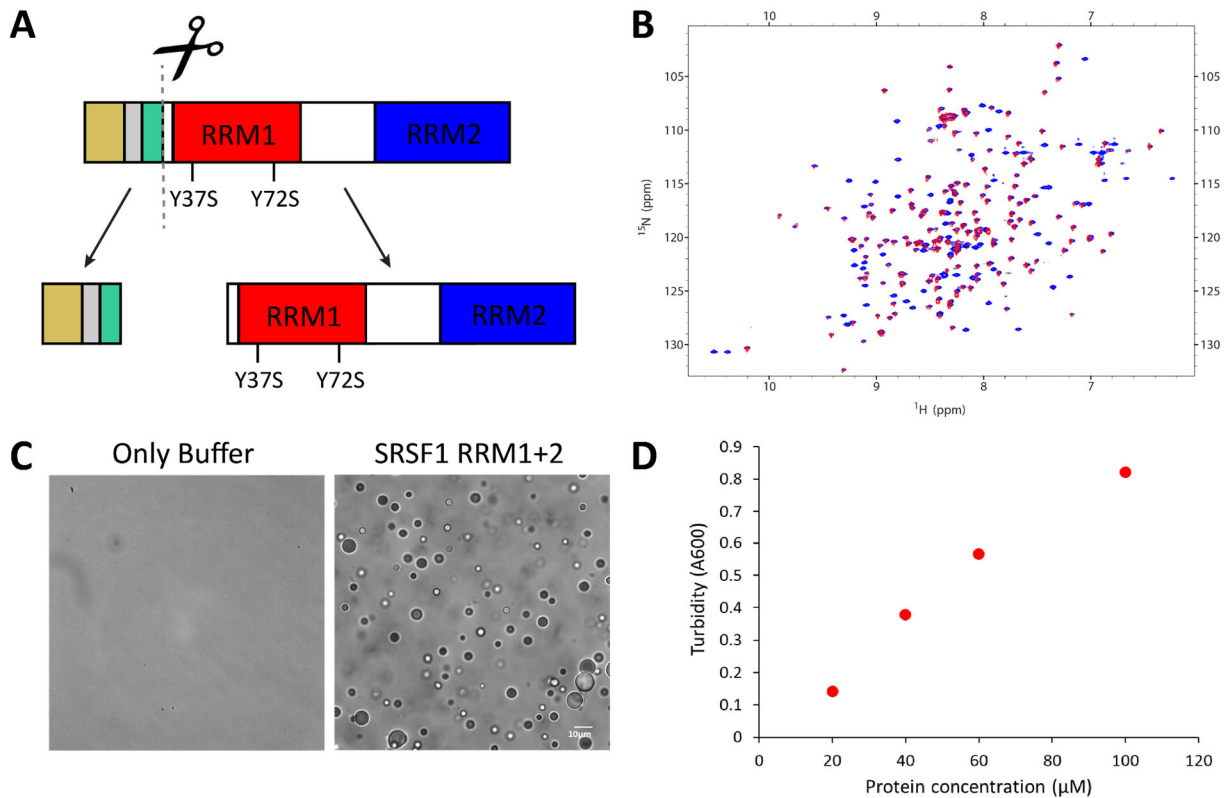 A
RRM1
RRM2
Y37S
Y72S
RRM1
RRM2
Y37S
Y72S
B
10
9
8
7
105
105
110
110
115
115
120
120
125
125
130
130
10
9
8
7
15N (ppm)
1H (ppm)
C
Only Buffer
SRSF1 RRM1+2
10µm
D
0.9
0.8
0.7
0.6
0.5
0.4
0.3
0.2
0.1
0
0
20
40
60
80
100
120
Turbidity (A600)
Protein concentration (µM)